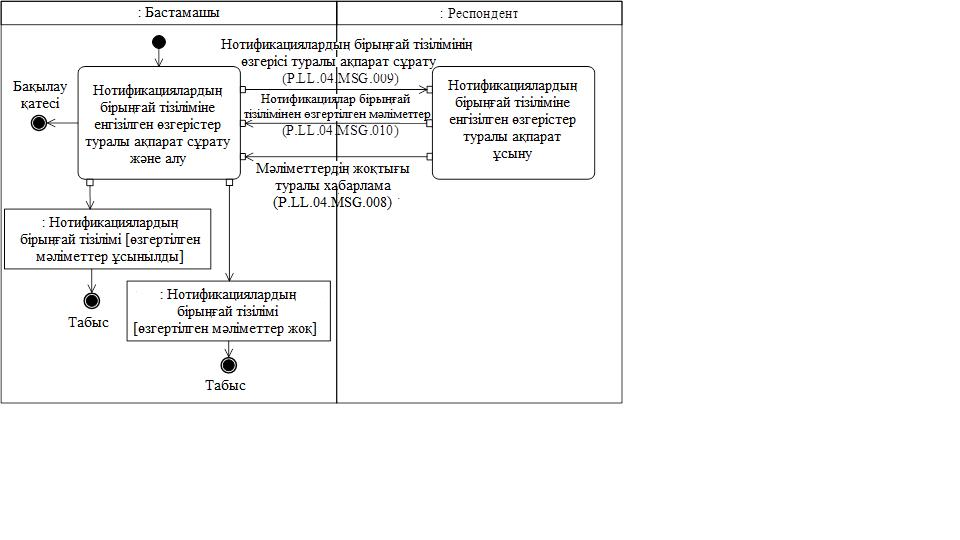 : Бастамашы
: Респондент
Нотификациялардың бірыңғай тізілімінің
өзгерісі туралы ақпарат сұрату
(P.LL.04.MSG.009)
Бақылау
қатесі
Нотификациялардың
бірыңғай тізіліміне
енгізілген өзгерістер
туралы ақпарат сұрату
және алу
Нотификациялар бірыңғай
тізілімінен өзгертілген мәліметтер
(P.LL.04.MSG.010)
Нотификациялардың
бірыңғай тізіліміне
енгізілген өзгерістер
туралы ақпарат
ұсыну
Мәліметтердің жоқтығы
туралы хабарлама
(P.LL.04.MSG.008)
: Нотификациялардың
бірыңғай тізілімі [өзгертілген
мәліметтер ұсынылды]
Табыс
: Нотификациялардың
бірыңғай тізілімі
[өзгертілген мәліметтер жоқ]
Табыс